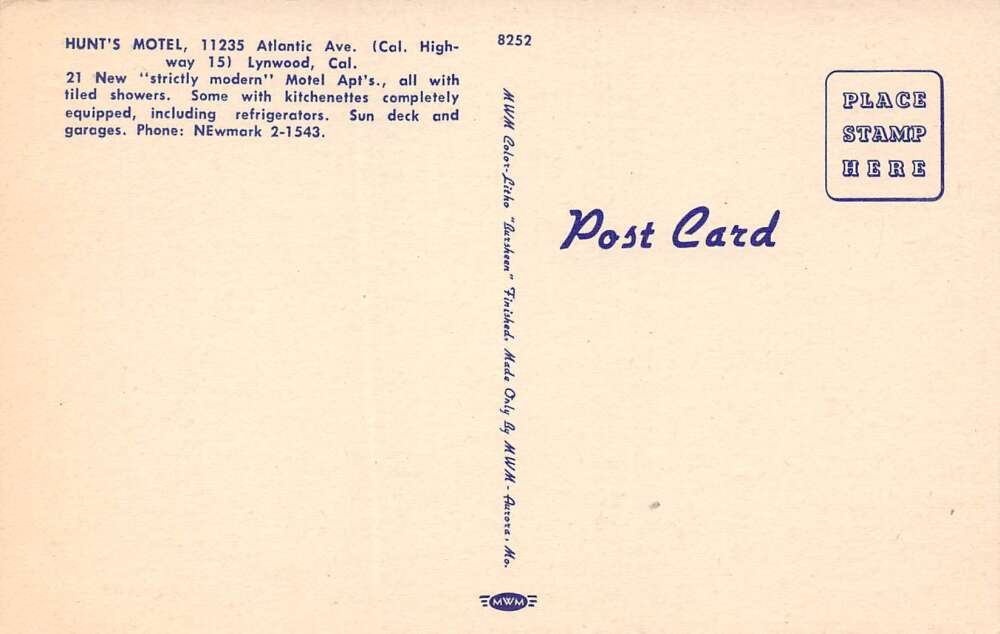 HUNT'S MOTEL, 11235 Atlantic Ave. (Cal. High-
way 15) Lynwood, Cal.
21 New "strictly modern" Motel Apt's., all with
tiled showers. Some with kitchenettes completely
equipped, including refrigerators. Sun deck and
garages. Phone: NEwmark 2-1543.
8252
MWM Color-Litho "Bursheen" Finished. Made Only By MWM - Aurora, Mo.
PLACE
STAMP
HERE
Post Card
MWM